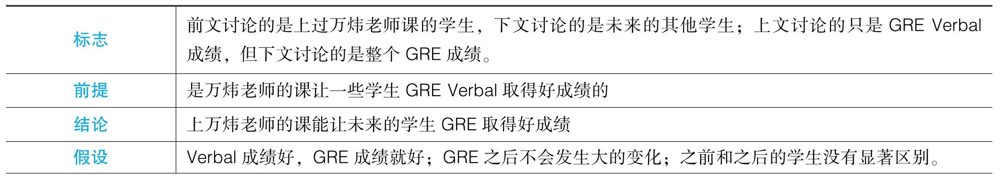 标志
前文讨论的是上过万炜老师课的学生，下文讨论的是未来的其他学生；上文讨论的只是 GRE Verbal
成绩，但下文讨论的是整个 GRE 成绩。
前提
是万炜老师的课让一些学生 GRE Verbal 取得好成绩的
结论
上万炜老师的课能让未来的学生 GRE 取得好成绩
假设
Verbal 成绩好，GRE 成绩就好；GRE 之后不会发生大的变化；之前和之后的学生没有显著区别。